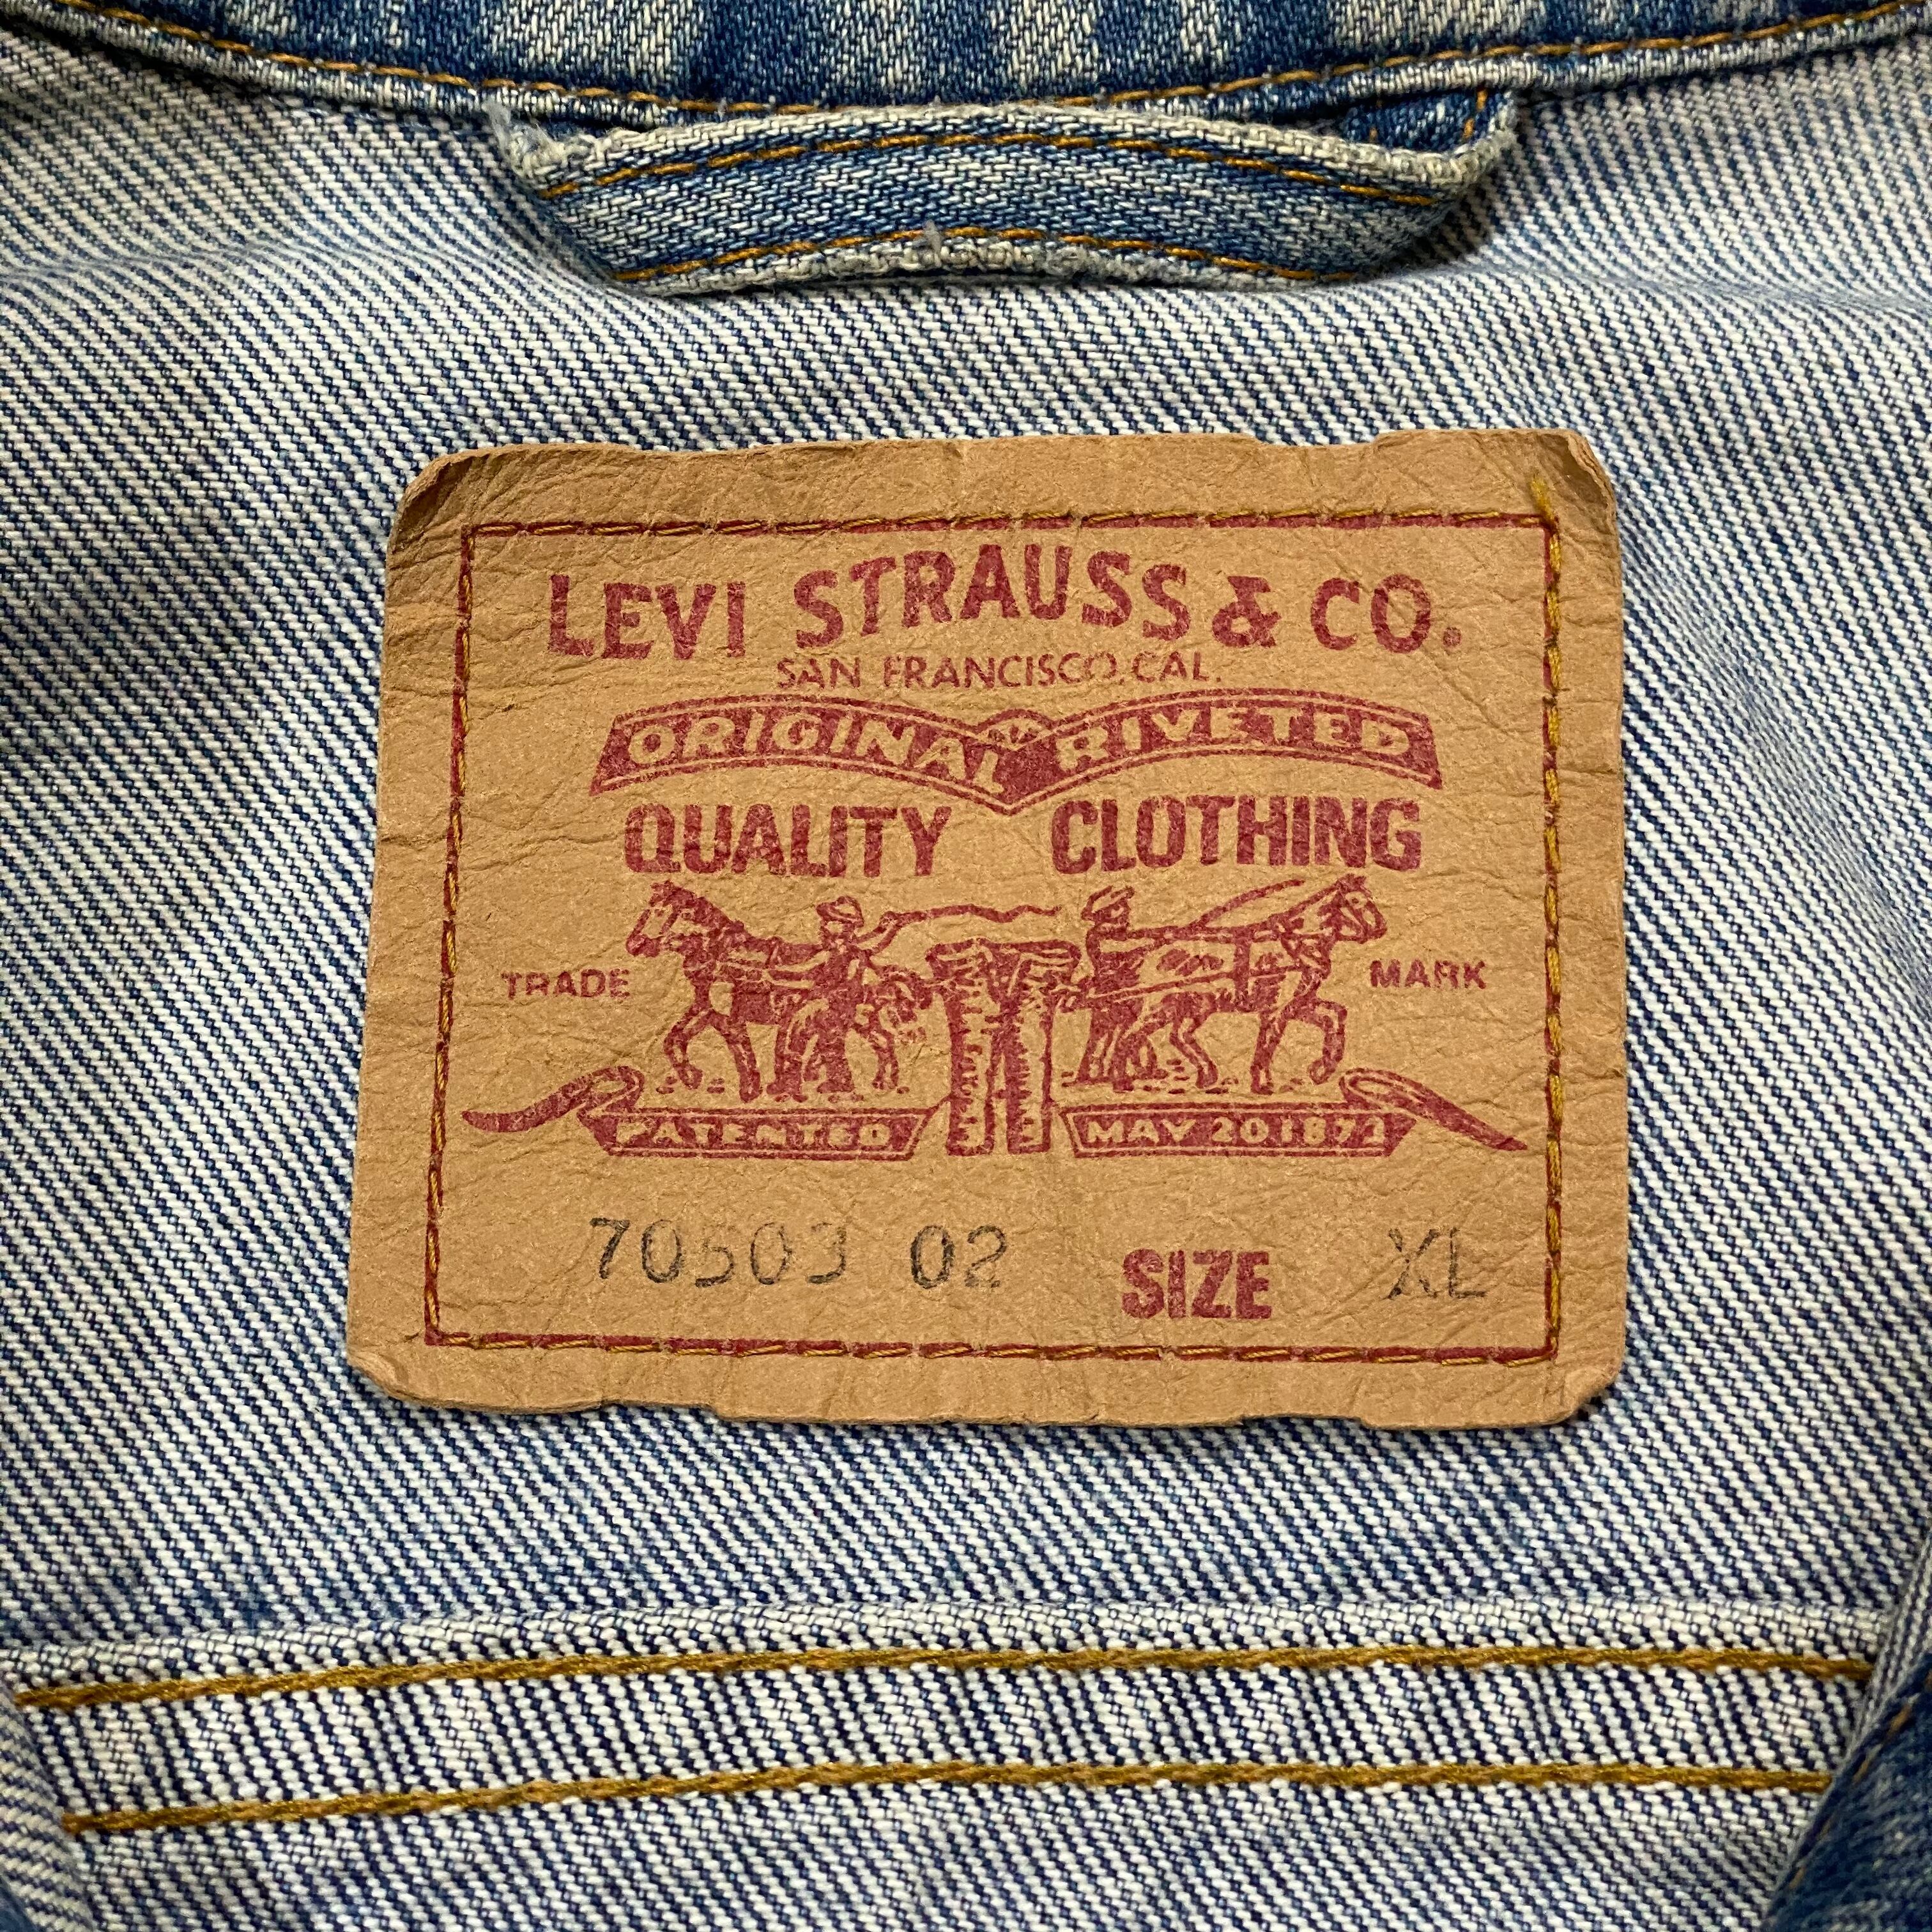 LEVI STRAUSS & CO.
SAN FRANCISCO, CAL.
ORIGINAL RIVETED
QUALITY CLOTHING
TRADE MARK
PATENTED MAY 20 1873
70503 02 SIZE XL